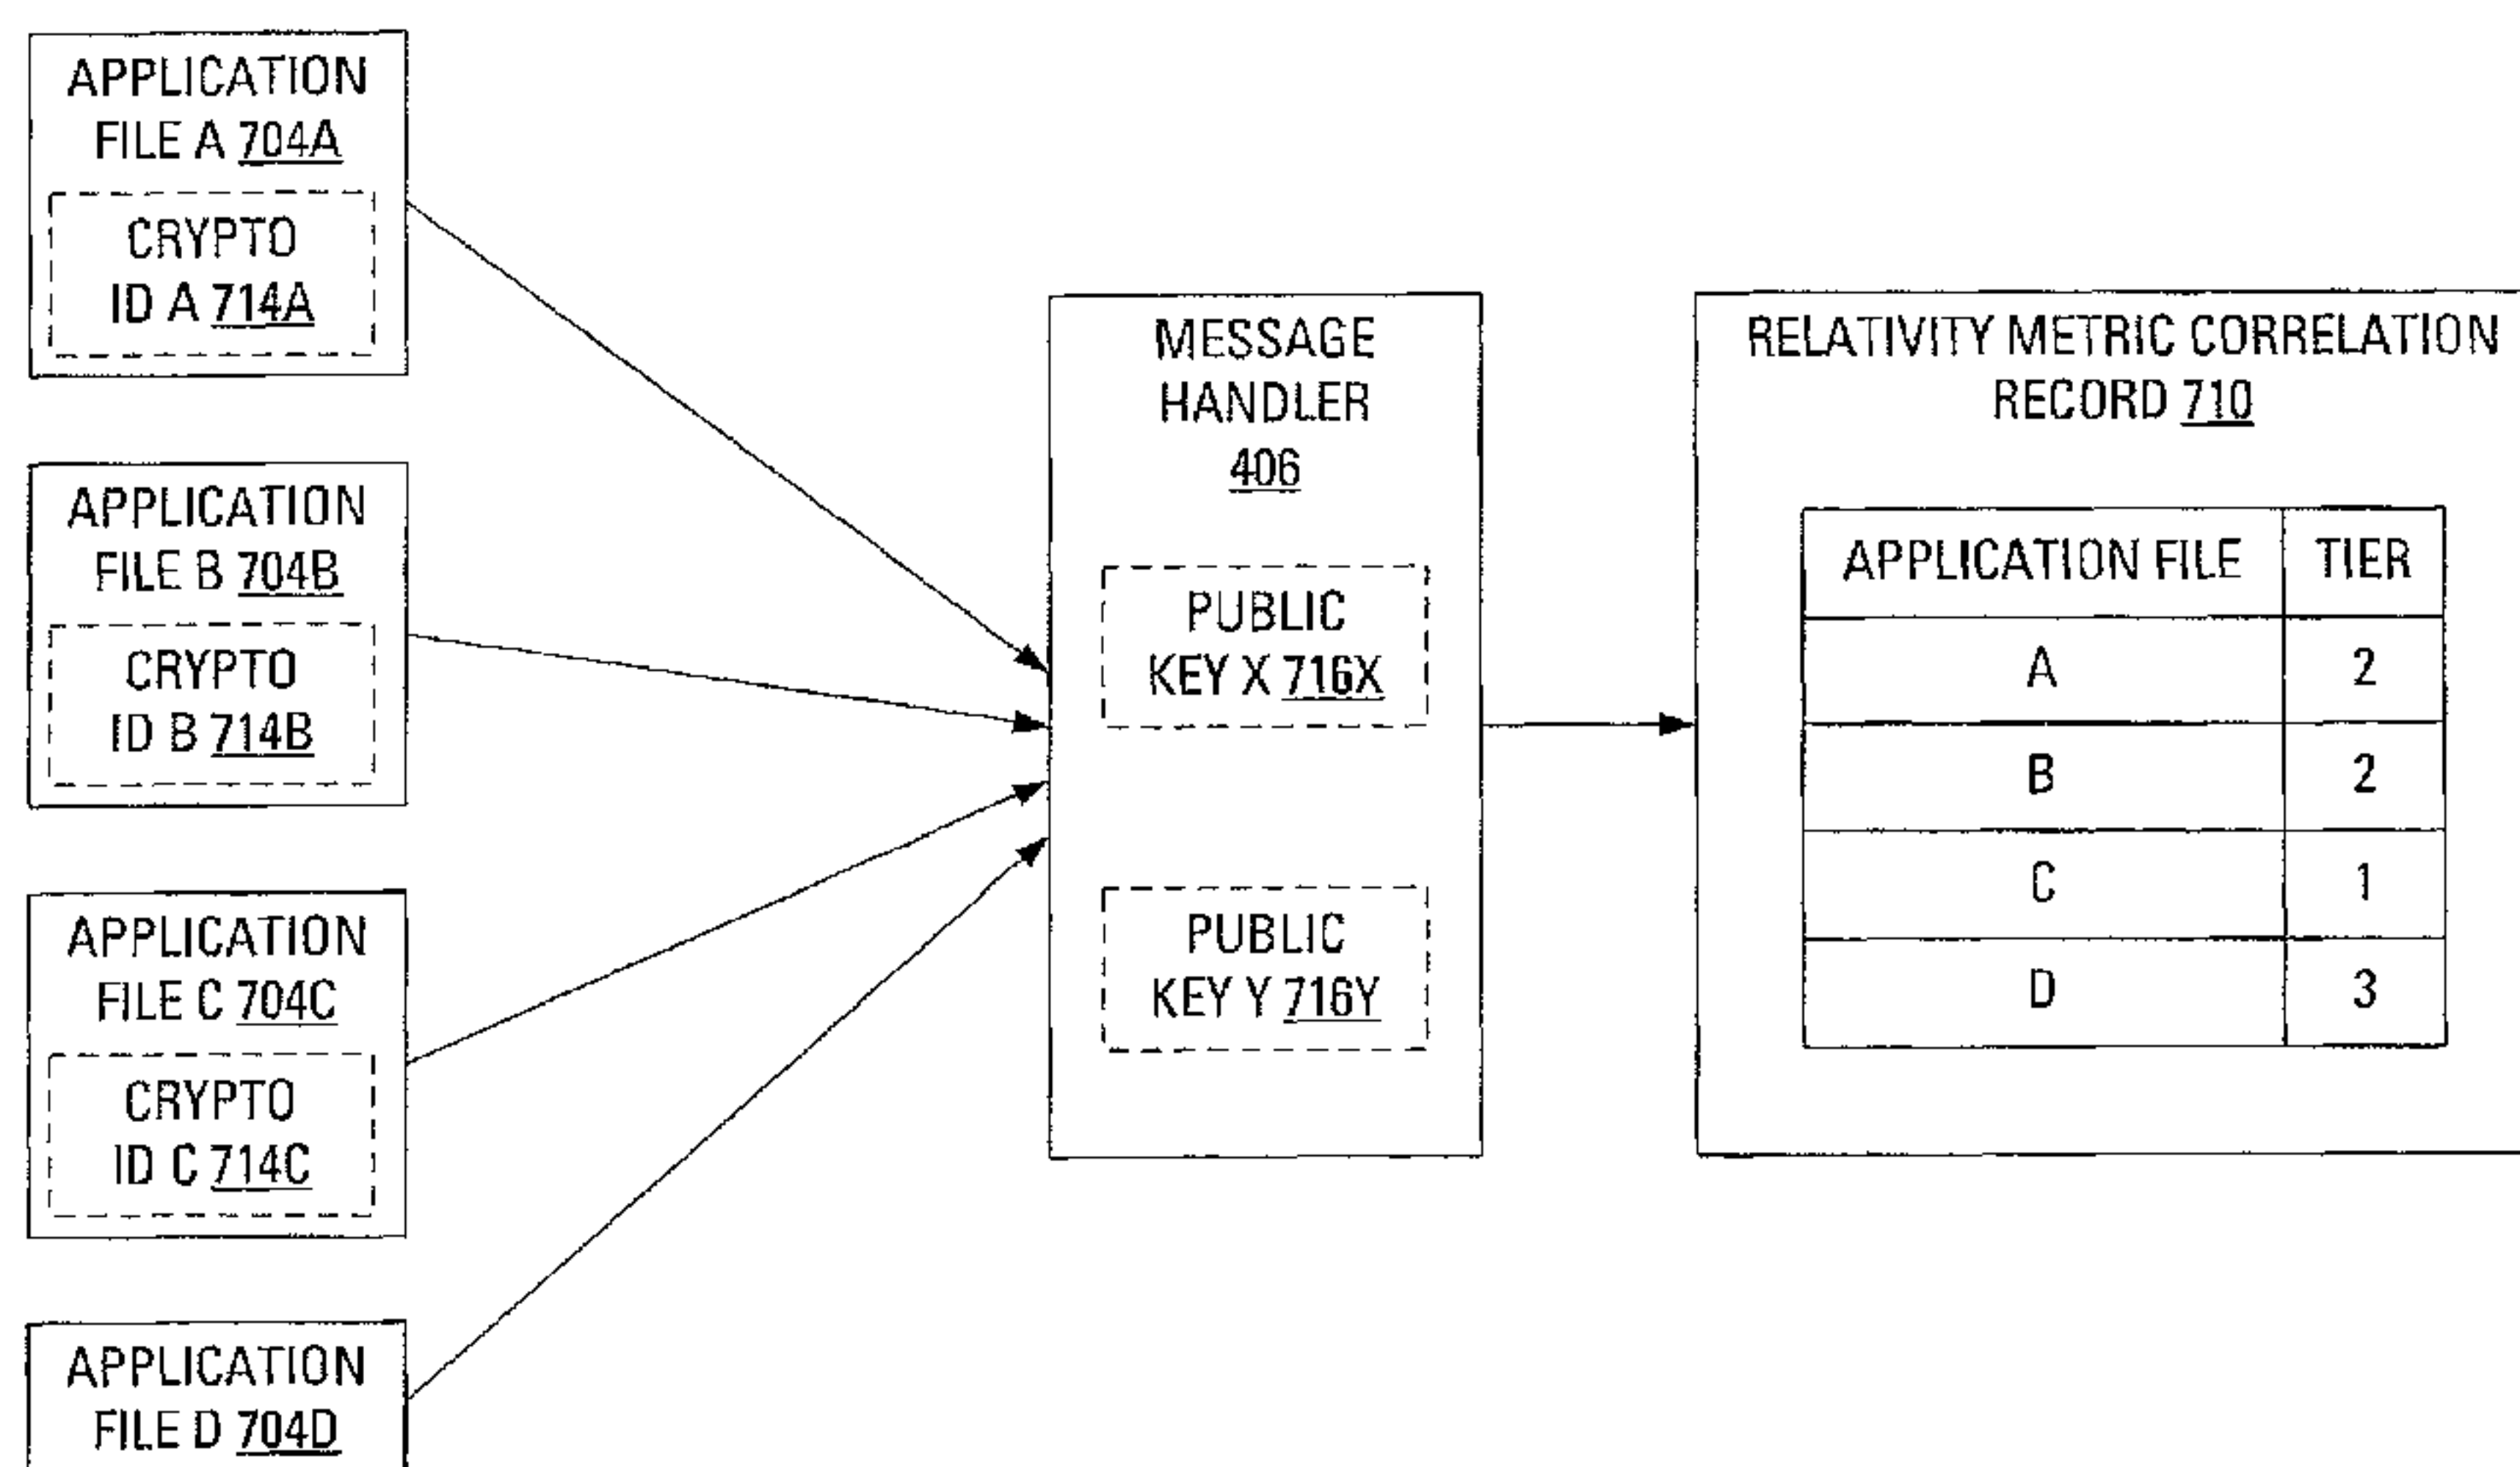 APPLICATION
FILE A 704A
CRYPTO
ID A 714A
APPLICATION
FILE B 704B
CRYPTO
ID B 714B
APPLICATION
FILE C 704C
CRYPTO
ID C 714C
APPLICATION
FILE D 704D
MESSAGE
HANDLER
406
PUBLIC
KEY X 716X
PUBLIC
KEY Y 716Y
RELATIVITY METRIC CORRELATION
RECORD 710
APPLICATION FILE TIER
A 2
B 2
C 1
D 3